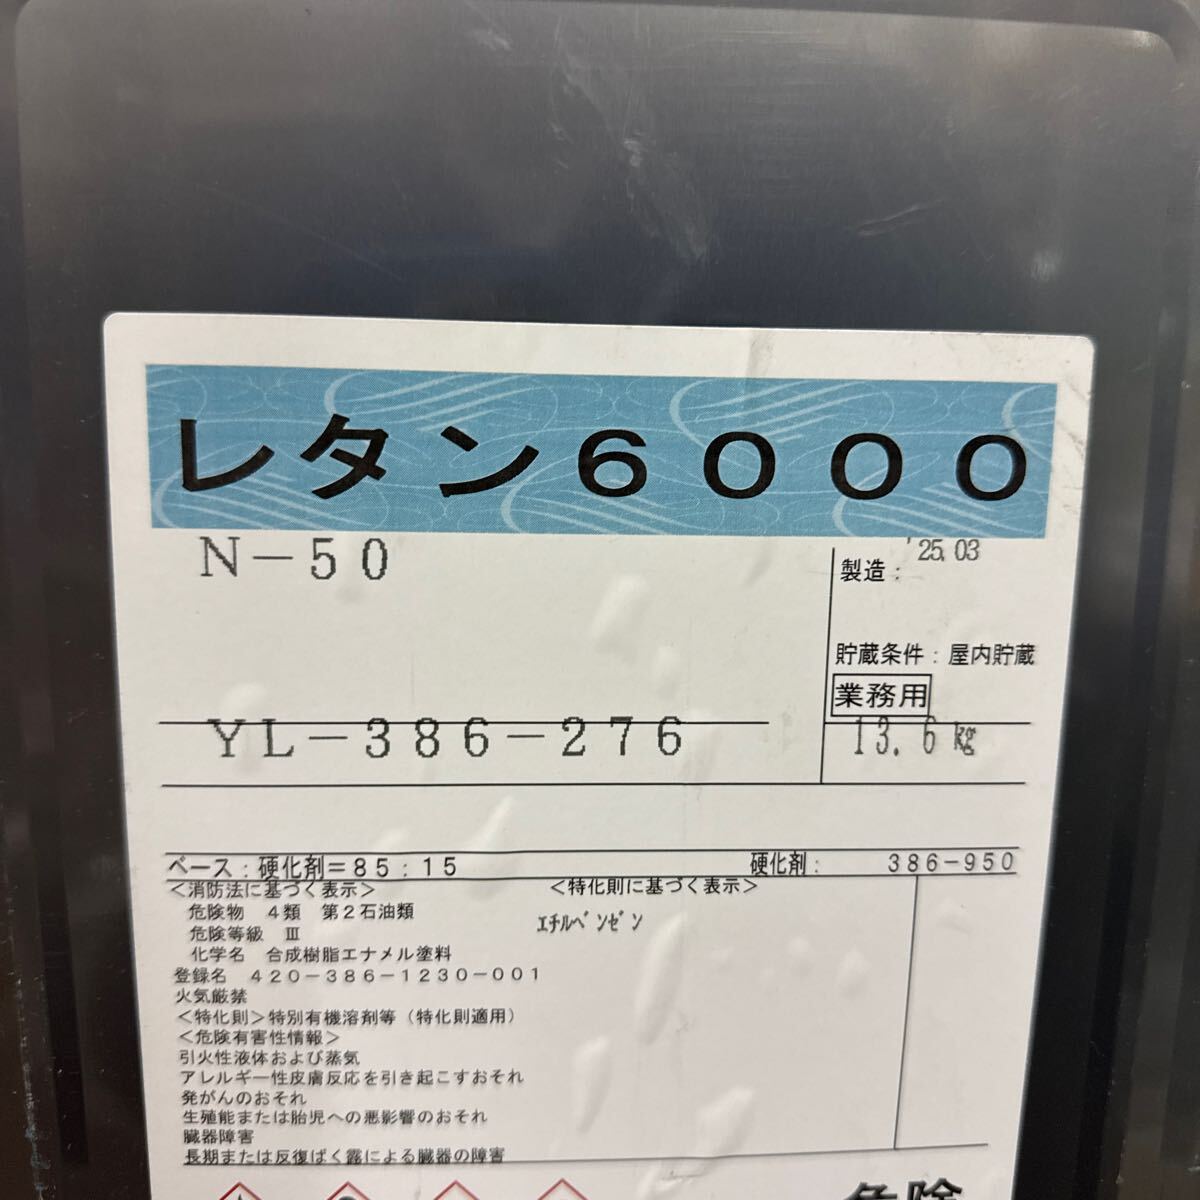 レタン6000
N-50
'25.03
製造:
貯蔵条件:屋内貯蔵
業務用
YL-386-276
13.6kg
ベース:硬化剤=85:15
硬化剤: 386-950
<消防法に基づく表示>
<特化則に基づく表示>
危険物 4類 第2石油類
エチルベンゼン
危険等級 Ⅲ
化学名 合成樹脂エナメル塗料
登録名 420-386-1230-001
火気厳禁
<特化則>特別有機溶剤等(特化則適用)
<危険有害性情報>
引火性液体および蒸気
アレルギー性皮膚反応を引き起こすおそれ
発がんのおそれ
生殖能または胎児への悪影響のおそれ
臓器障害
長期または反復ばく露による臓器の障害
危険